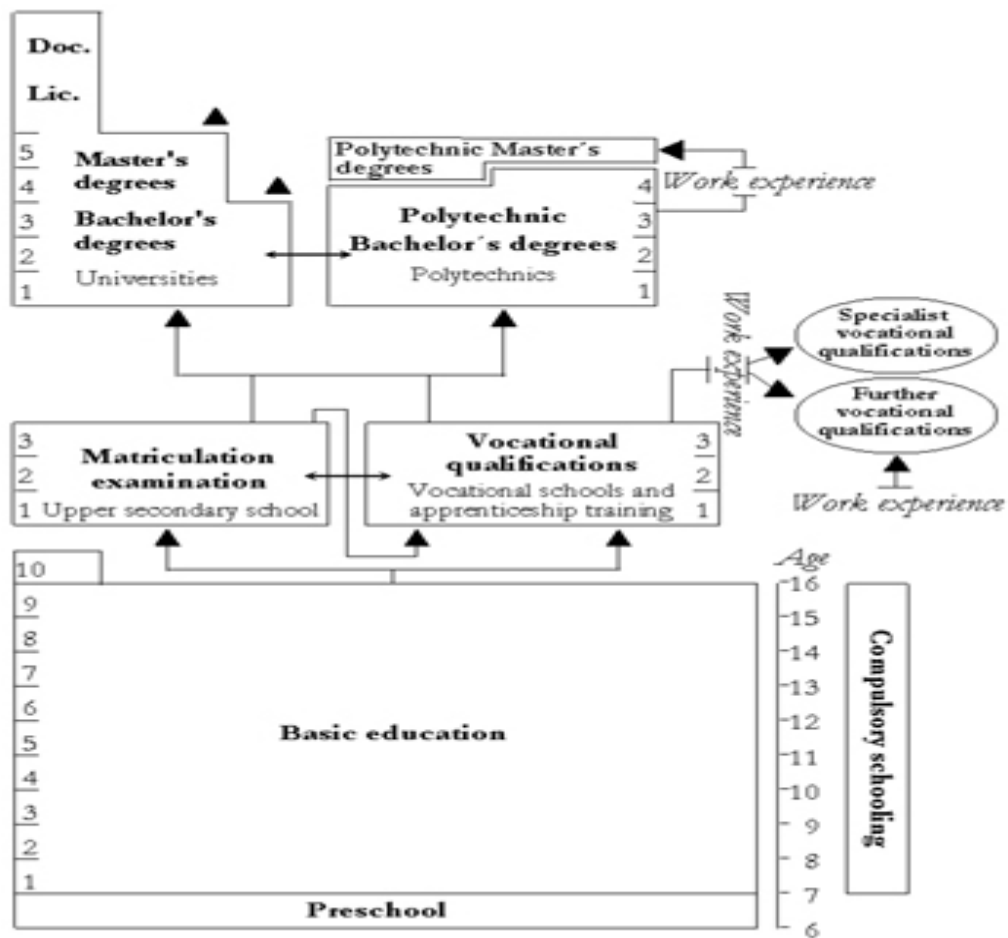 Doc.
Lic.
5
4
3
2
1
Master's
degrees
Bachelor's
degrees
Universities
Polytechnic Master´s
degrees
Work experience
Polytechnic
Bachelor´s degrees
Polytechnics
4
3
2
1
Work experience
Specialist
vocational
qualifications
Further
vocational
qualifications
Work experience
3
2
1
Matriculation
examination
Upper secondary school
Vocational
qualifications
Vocational schools and
apprenticeship training
3
2
1
10
9
8
7
6
5
4
3
2
1
Basic education
Preschool
Age
16
15
14
13
12
11
10
9
8
7
6
Compulsory schooling